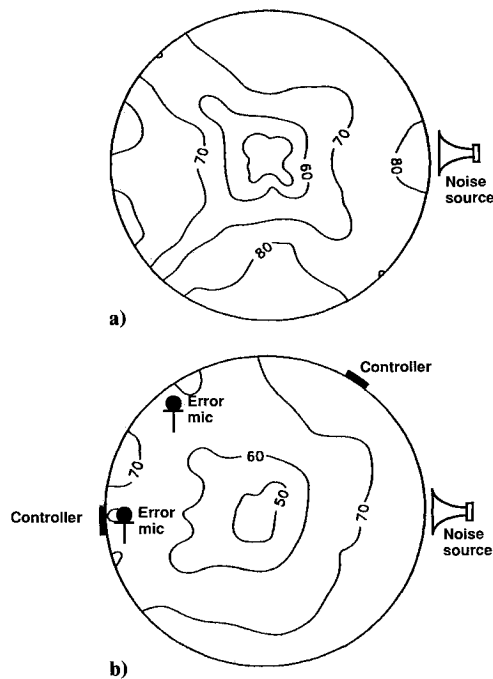 70
70
60
80
Noise
source
80
a)
Controller
Error
mic
60
70
50
70
Error
mic
Controller
Noise
source
b)